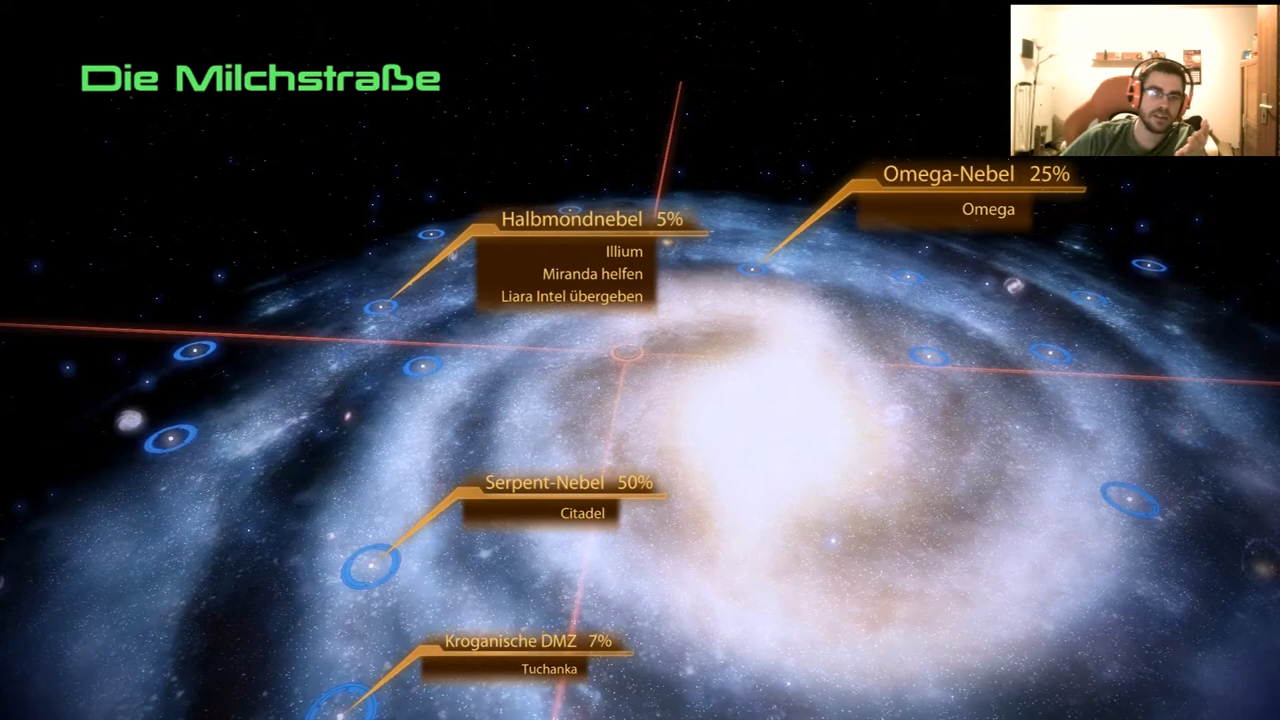 Die Milchstraße
Omega-Nebel 25%
Omega
Halbmondnebel 5%
Illium
Miranda helfen
Liara Intel übergeben
Serpent-Nebel 50%
Citadel
Kroganische DMZ 7%
Tuchanka